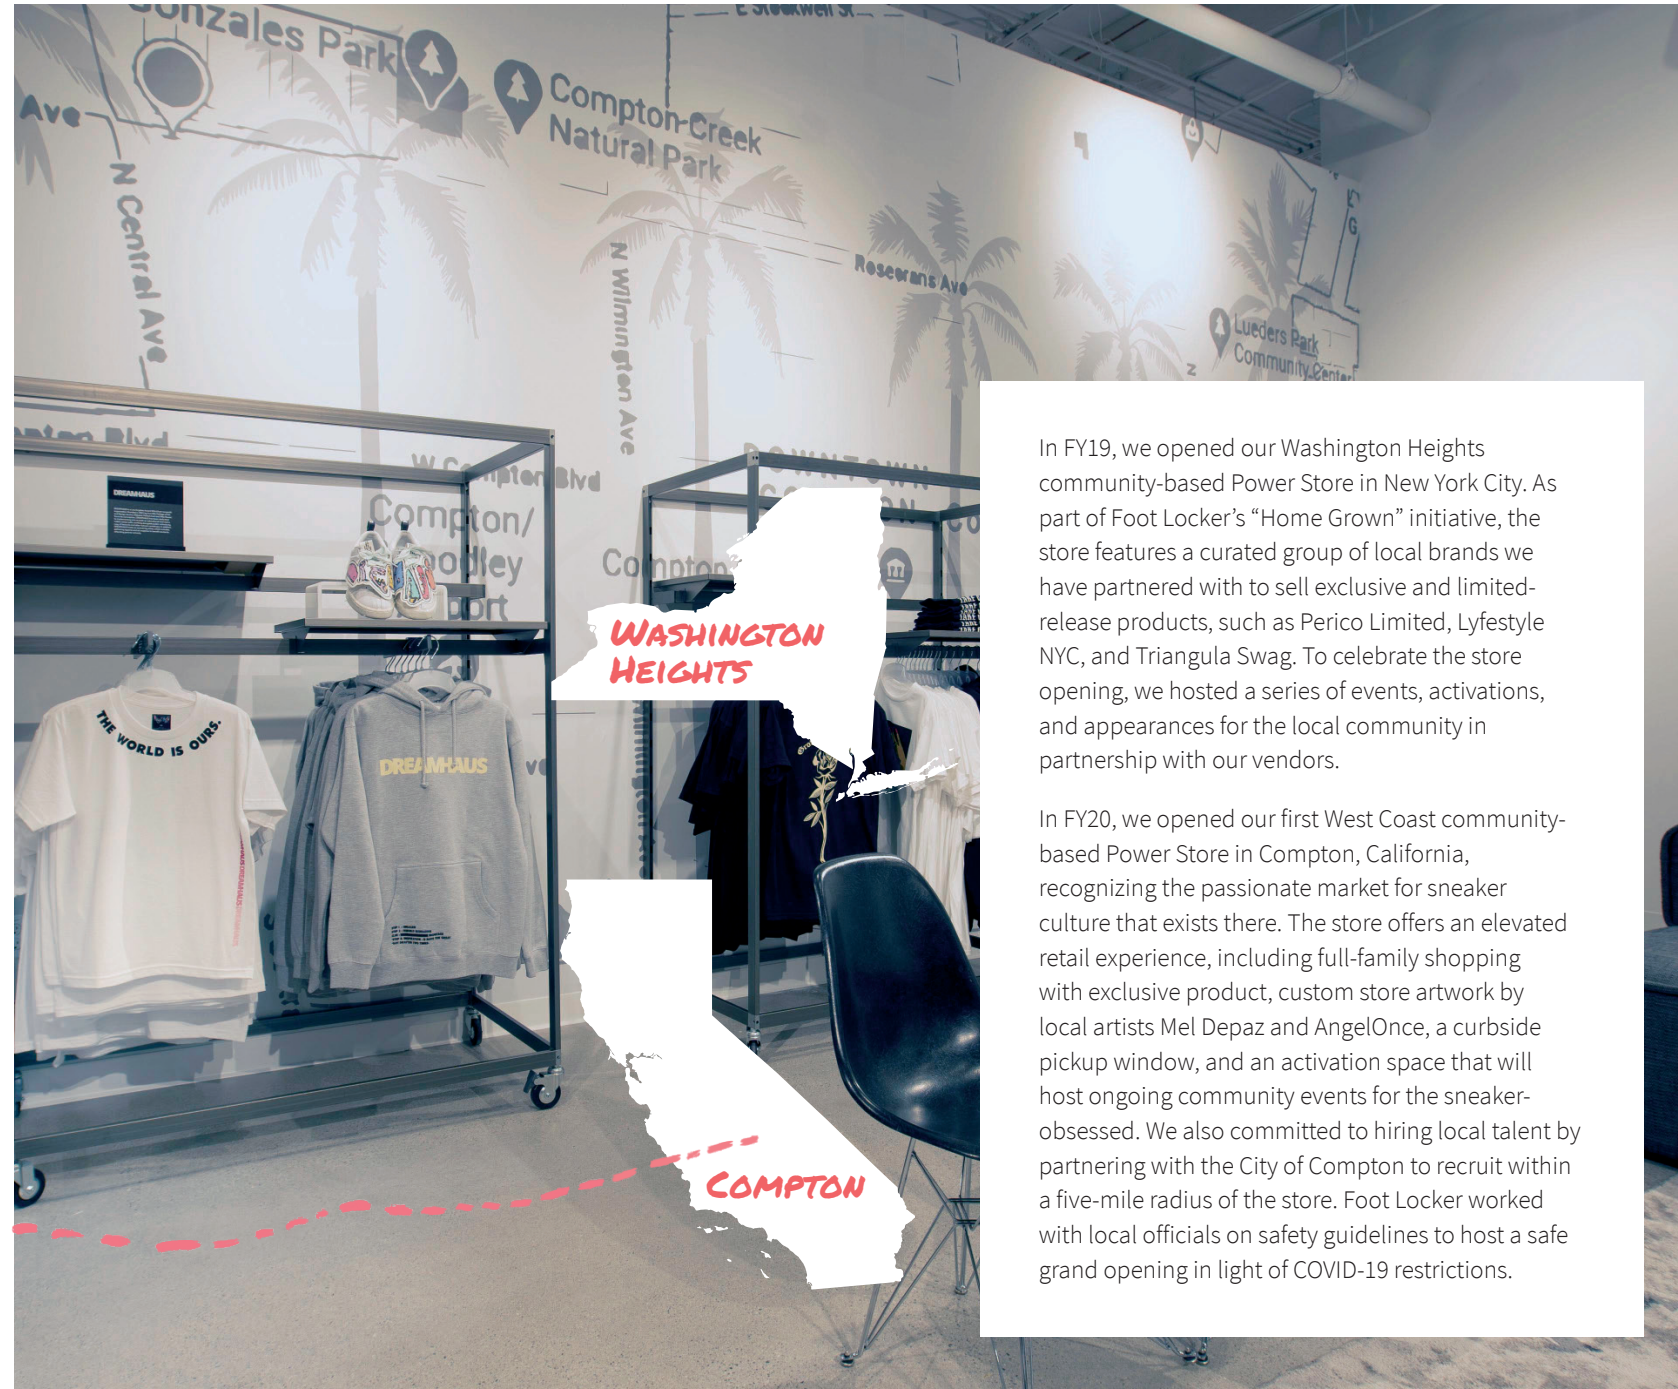 Gonzales Park
E Stockwell St
Ave
Compton Creek
Natural Park
N Central Ave
N Wilmington Ave
Rosecrans Ave
Lueders Park
Community Center
Blvd
W Compton Blvd
Compton/
DOWNTOWN
Compton
DREAMHAUS
THE WORLD IS OURS.
DREAMHAUS
WASHINGTON
HEIGHTS
COMPTON
In FY19, we opened our Washington Heights
community-based Power Store in New York City. As
part of Foot Locker’s “Home Grown” initiative, the
store features a curated group of local brands we
have partnered with to sell exclusive and limited-
release products, such as Perico Limited, Lyfestyle
NYC, and Triangula Swag. To celebrate the store
opening, we hosted a series of events, activations,
and appearances for the local community in
partnership with our vendors.
In FY20, we opened our first West Coast community-
based Power Store in Compton, California,
recognizing the passionate market for sneaker
culture that exists there. The store offers an elevated
retail experience, including full-family shopping
with exclusive product, custom store artwork by
local artists Mel Depaz and AngelOnce, a curbside
pickup window, and an activation space that will
host ongoing community events for the sneaker-
obsessed. We also committed to hiring local talent by
partnering with the City of Compton to recruit within
a five-mile radius of the store. Foot Locker worked
with local officials on safety guidelines to host a safe
grand opening in light of COVID-19 restrictions.